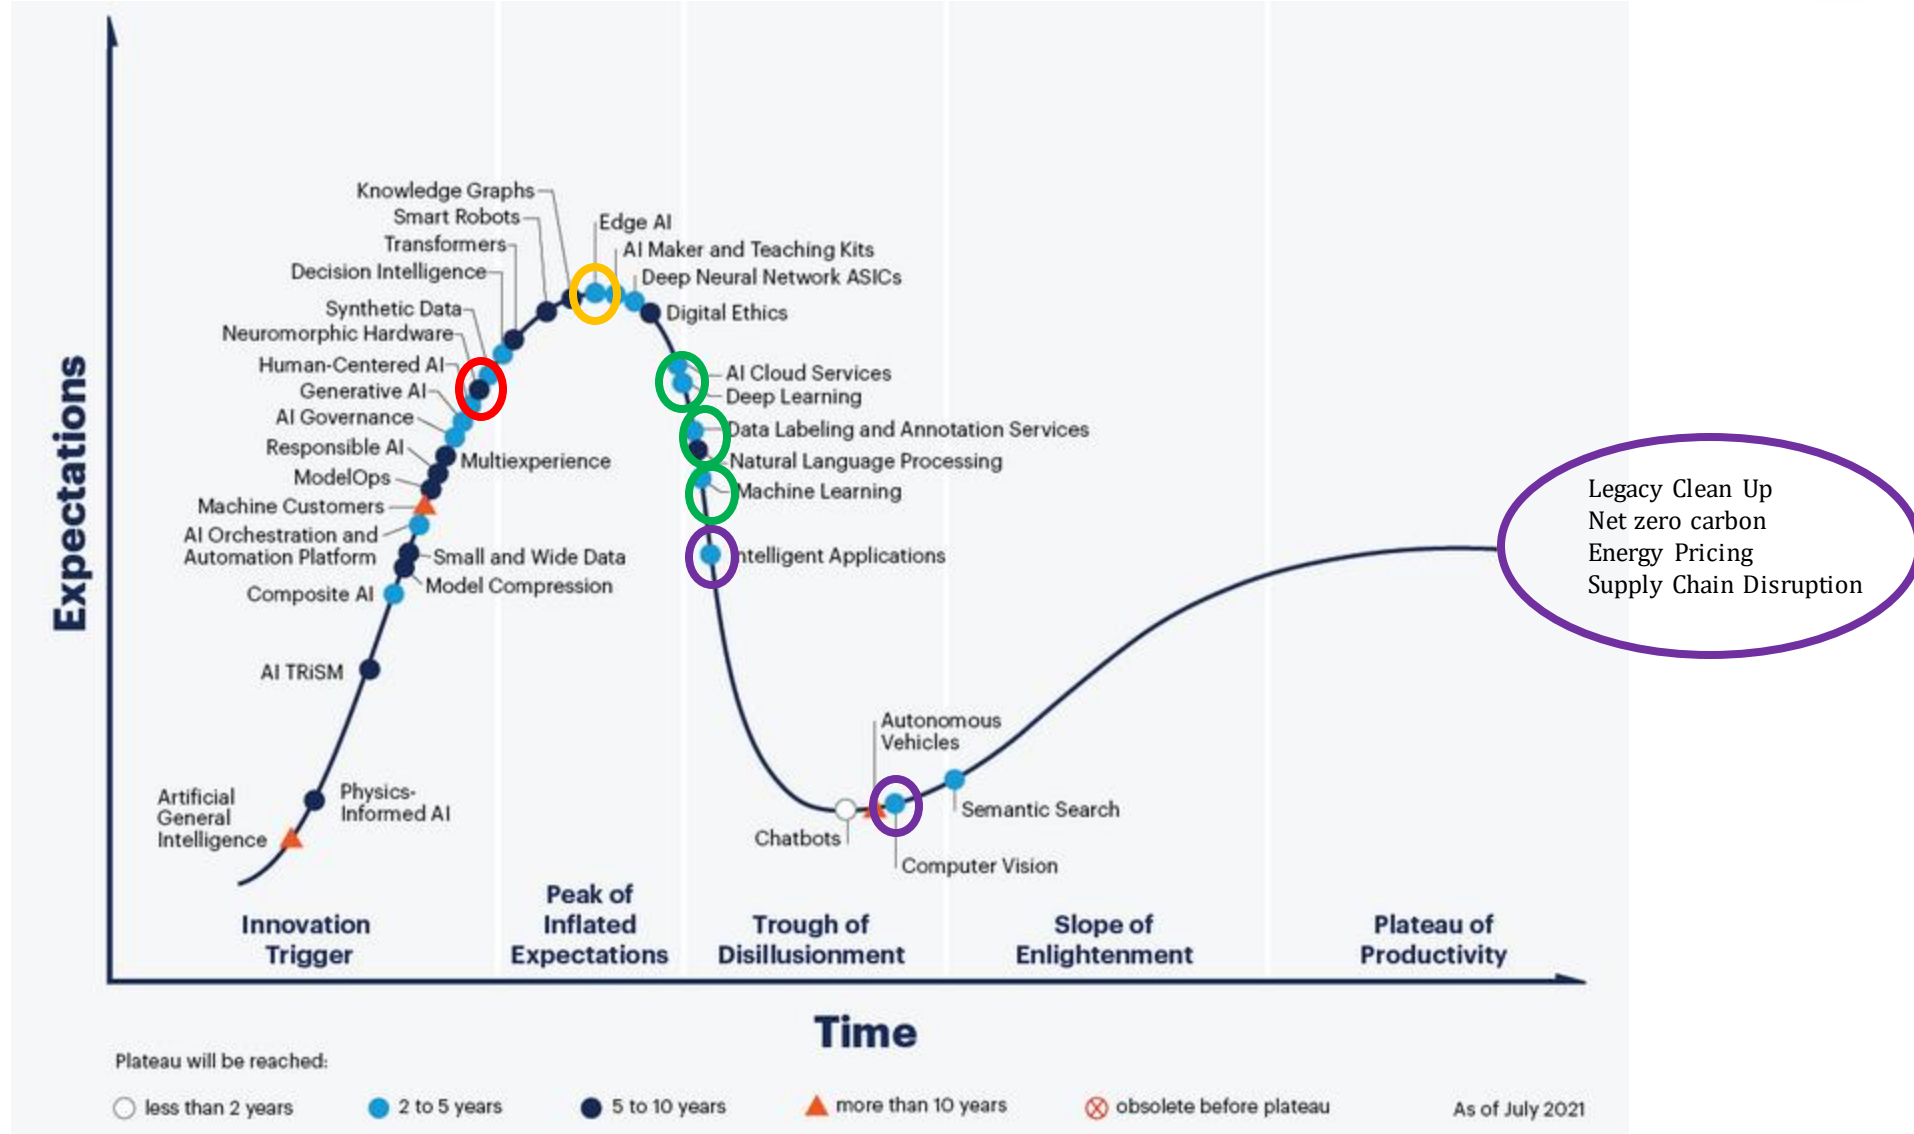 Expectations
Knowledge Graphs
Smart Robots
Transformers
Decision Intelligence
Synthetic Data
Neuromorphic Hardware
Human-Centered AI
Generative AI
AI Governance
Responsible AI
Multiexperience
ModelOps
Machine Customers
AI Orchestration and
Automation Platform
Small and Wide Data
Model Compression
Composite AI
AI TRiSM
Physics-
Informed AI
Artificial
General
Intelligence
Edge AI
AI Maker and Teaching Kits
Deep Neural Network ASICs
Digital Ethics
AI Cloud Services
Deep Learning
Data Labeling and Annotation Services
Natural Language Processing
Machine Learning
Intelligent Applications
Autonomous
Vehicles
Chatbots
Computer Vision
Semantic Search
Legacy Clean Up
Net zero carbon
Energy Pricing
Supply Chain Disruption
Innovation
Trigger
Peak of
Inflated
Expectations
Trough of
Disillusionment
Slope of
Enlightenment
Plateau of
Productivity
Time
Plateau will be reached:
less than 2 years
2 to 5 years
5 to 10 years
more than 10 years
obsolete before plateau
As of July 2021